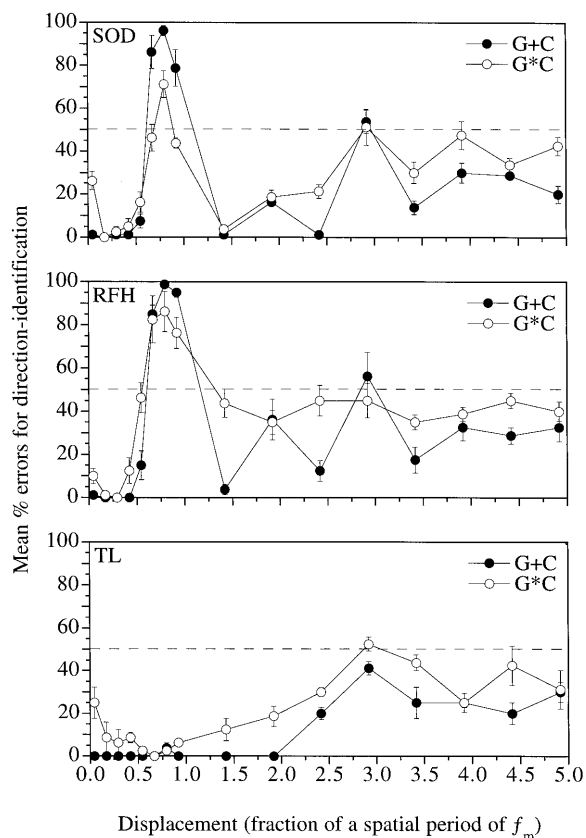 SOD
G+C
G*C
100
80
60
40
20
0
RFH
G+C
G*C
100
80
60
40
20
0
TL
G+C
G*C
100
80
60
40
20
0
Mean % errors for direction-identification
0.0 0.5 1.0 1.5 2.0 2.5 3.0 3.5 4.0 4.5 5.0
Displacement (fraction of a spatial period of fm)